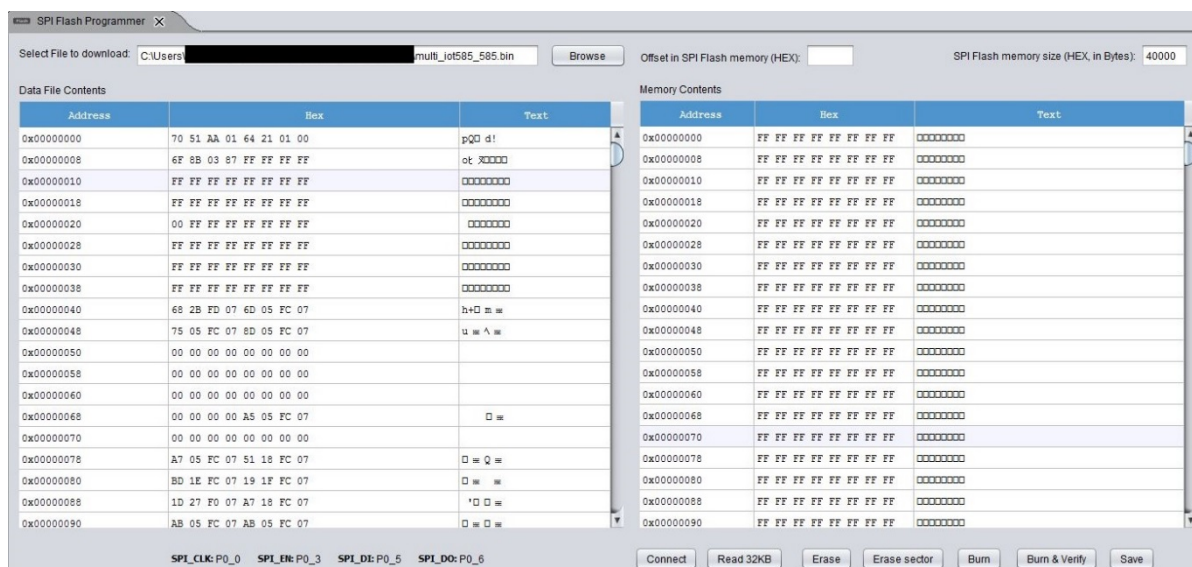 SPI Flash Programmer
Select File to download: C:\Users\ multi_iot585_585.bin Browse Offset in SPI Flash memory (HEX): SPI Flash memory size (HEX, in Bytes): 40000
Data File Contents
Address Hex Text
0x00000000 70 51 AA 01 64 21 01 00 pQ□ d!
0x00000008 6F 8B 03 87 FF FF FF FF
0x00000010 FF FF FF FF FF FF FF FF □□□□□□□□
0x00000018 FF FF FF FF FF FF FF FF □□□□□□□□
0x00000020 00 FF FF FF FF FF FF FF □□□□□□□
0x00000028 FF FF FF FF FF FF FF FF □□□□□□□□
0x00000030 FF FF FF FF FF FF FF FF □□□□□□□□
0x00000038 FF FF FF FF FF FF FF FF □□□□□□□□
0x00000040 68 2B FD 07 6D 05 FC 07 h+□ m
0x00000048 75 05 FC 07 8D 05 FC 07 u
0x00000050 00 00 00 00 00 00 00 00
0x00000058 00 00 00 00 00 00 00 00
0x00000060 00 00 00 00 00 00 00 00
0x00000068 00 00 00 00 A5 05 FC 07 □
0x00000070 00 00 00 00 00 00 00 00
0x00000078 A7 05 FC 07 51 18 FC 07 □ Q
0x00000080 BD 1E FC 07 19 1F FC 07 □
0x00000088 1D 27 F0 07 A7 18 FC 07 '□ □
0x00000090 AB 05 FC 07 AB 05 FC 07 □ □
Memory Contents
Address Hex Text
0x00000000 FF FF FF FF FF FF FF FF □□□□□□□□
0x00000008 FF FF FF FF FF FF FF FF □□□□□□□□
0x00000010 FF FF FF FF FF FF FF FF □□□□□□□□
0x00000018 FF FF FF FF FF FF FF FF □□□□□□□□
0x00000020 FF FF FF FF FF FF FF FF □□□□□□□□
0x00000028 FF FF FF FF FF FF FF FF □□□□□□□□
0x00000030 FF FF FF FF FF FF FF FF □□□□□□□□
0x00000038 FF FF FF FF FF FF FF FF □□□□□□□□
0x00000040 FF FF FF FF FF FF FF FF □□□□□□□□
0x00000048 FF FF FF FF FF FF FF FF □□□□□□□□
0x00000050 FF FF FF FF FF FF FF FF □□□□□□□□
0x00000058 FF FF FF FF FF FF FF FF □□□□□□□□
0x00000060 FF FF FF FF FF FF FF FF □□□□□□□□
0x00000068 FF FF FF FF FF FF FF FF □□□□□□□□
0x00000070 FF FF FF FF FF FF FF FF □□□□□□□□
0x00000078 FF FF FF FF FF FF FF FF □□□□□□□□
0x00000080 FF FF FF FF FF FF FF FF □□□□□□□□
0x00000088 FF FF FF FF FF FF FF FF □□□□□□□□
0x00000090 FF FF FF FF FF FF FF FF □□□□□□□□
SPI_CLK: P0_0 SPI_EN: P0_3 SPI_DI: P0_5 SPI_DO: P0_6 Connect Read 32KB Erase Erase sector Burn Burn & Verify Save